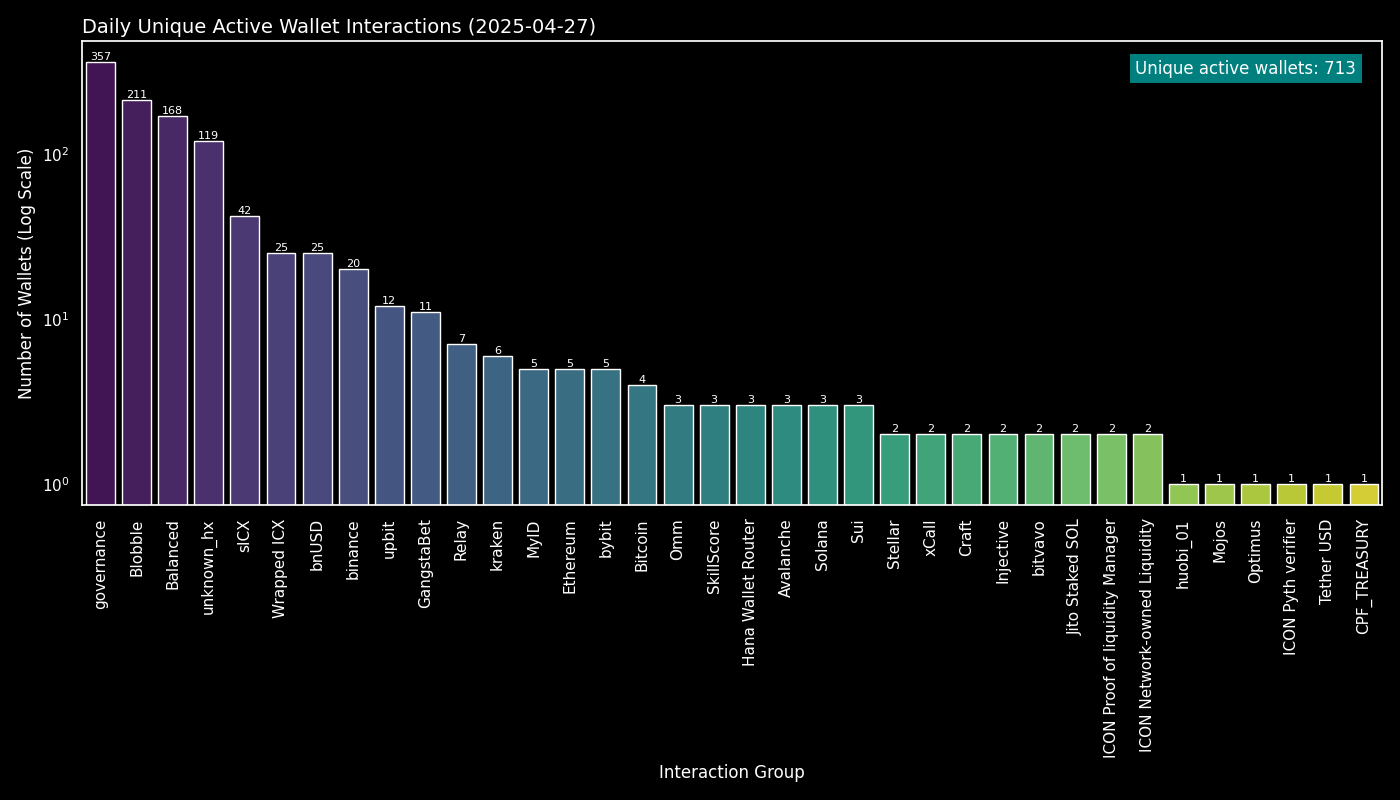 Daily Unique Active Wallet Interactions (2025-04-27)
Unique active wallets: 713
Number of Wallets (Log Scale)
10²
10¹
10⁰
357
211
168
119
42
25
25
20
12
11
7
6
5
5
5
4
3
3
3
3
3
3
2
2
2
2
2
2
2
2
1
1
1
1
1
1
governance
Blobble
Balanced
unknown_hx
sICX
Wrapped ICX
bnUSD
binance
upbit
GangstaBet
Relay
kraken
MyID
Ethereum
bybit
Bitcoin
Omm
SkillScore
Hana Wallet Router
Avalanche
Solana
Sui
Stellar
xCall
Craft
Injective
bitvavo
Jito Staked SOL
ICON Proof of liquidity Manager
ICON Network-owned Liquidity
huobi_01
Mojos
Optimus
ICON Pyth verifier
Tether USD
CPF_TREASURY
Interaction Group